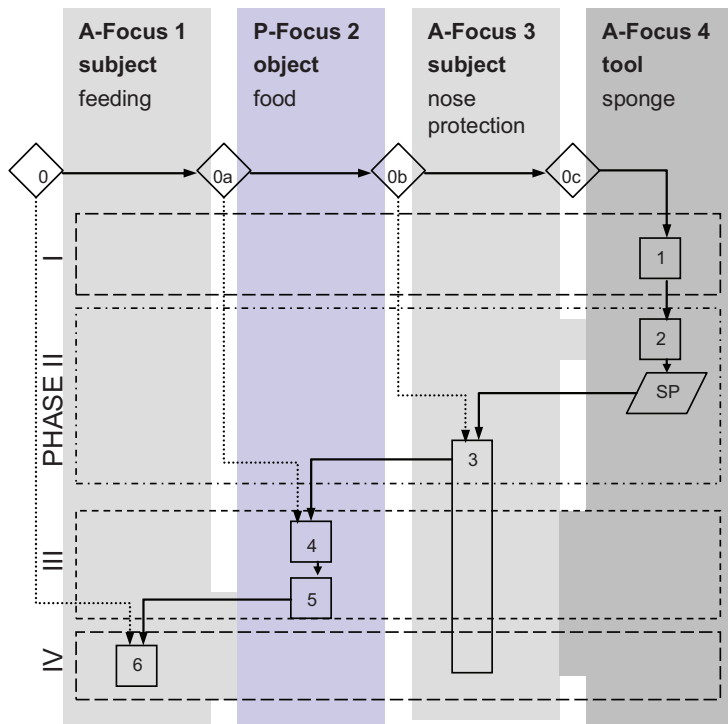 A-Focus 1
subject
feeding
P-Focus 2
object
food
A-Focus 3
subject
nose
protection
A-Focus 4
tool
sponge
0
0a
0b
0c
I
1
PHASE II
2
SP
3
III
4
5
IV
6